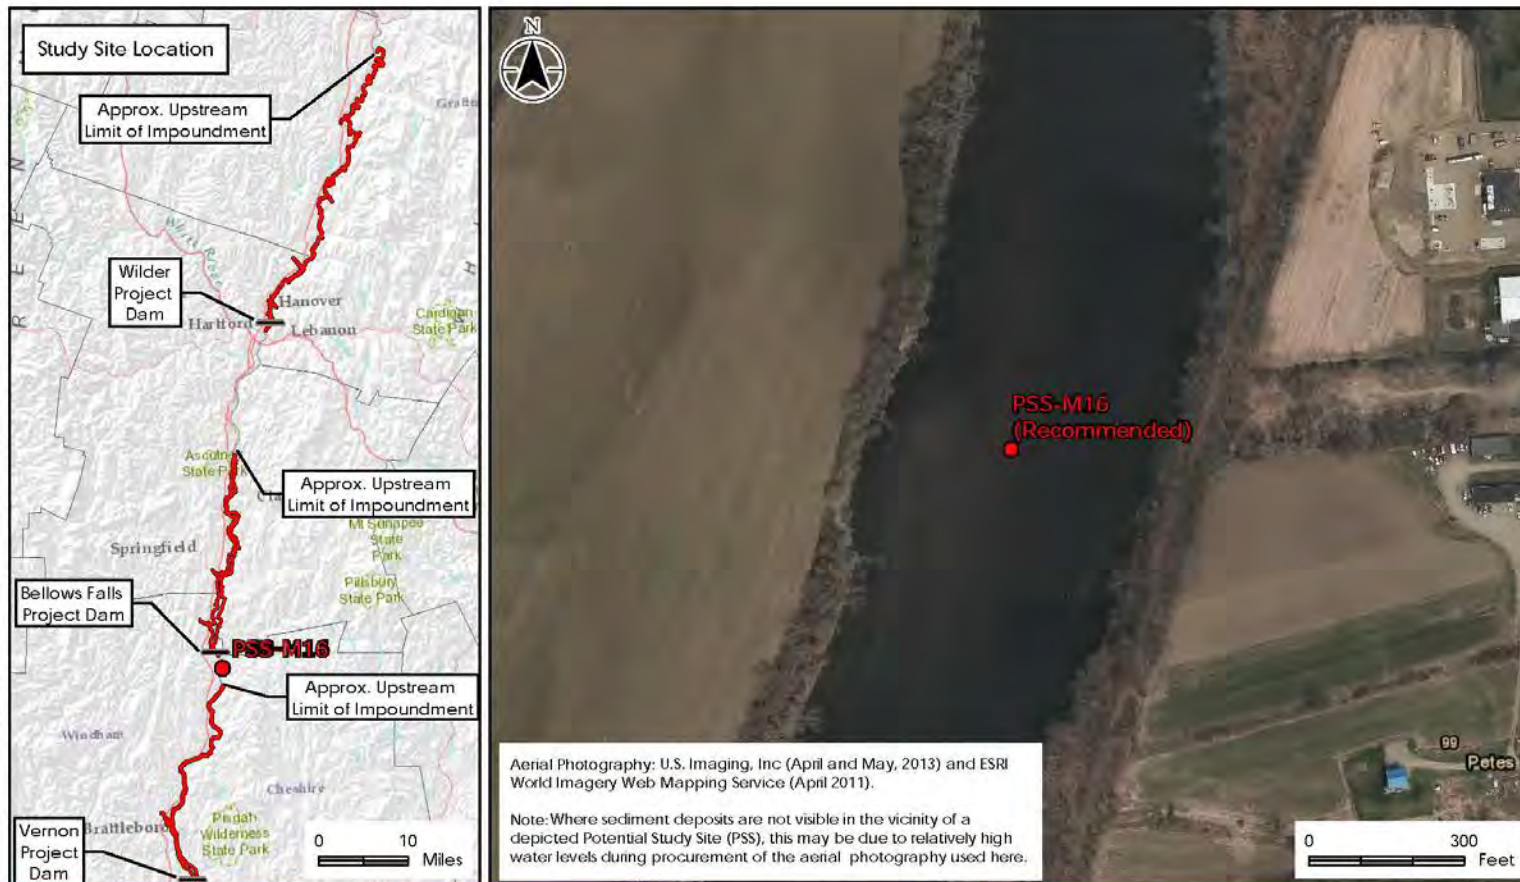 Study Site Location
Approx. Upstream
Limit of Impoundment
White River
Wilder
Project
Dam
Hanover
Hartford
Lebanon
Cardigan
State Park
State Park
Approx. Upstream
Limit of Impoundment
Mt Sunapee
State
Park
Springfield
Pillsbury
State Park
Bellows Falls
Project Dam
PSS-M16
Approx. Upstream
Limit of Impoundment
Windham
Cheshire
Brattleboro
Pisgah
Wilderness
State Park
Vernon
Project
Dam
0 10
Miles
N
PSS-M16
(Recommended)
99
Petes
Aerial Photography: U.S. Imaging, Inc (April and May, 2013) and ESRI
World Imagery Web Mapping Service (April 2011).
Note: Where sediment deposits are not visible in the vicinity of a
depicted Potential Study Site (PSS), this may be due to relatively high
water levels during procurement of the aerial photography used here.
0 300
Feet